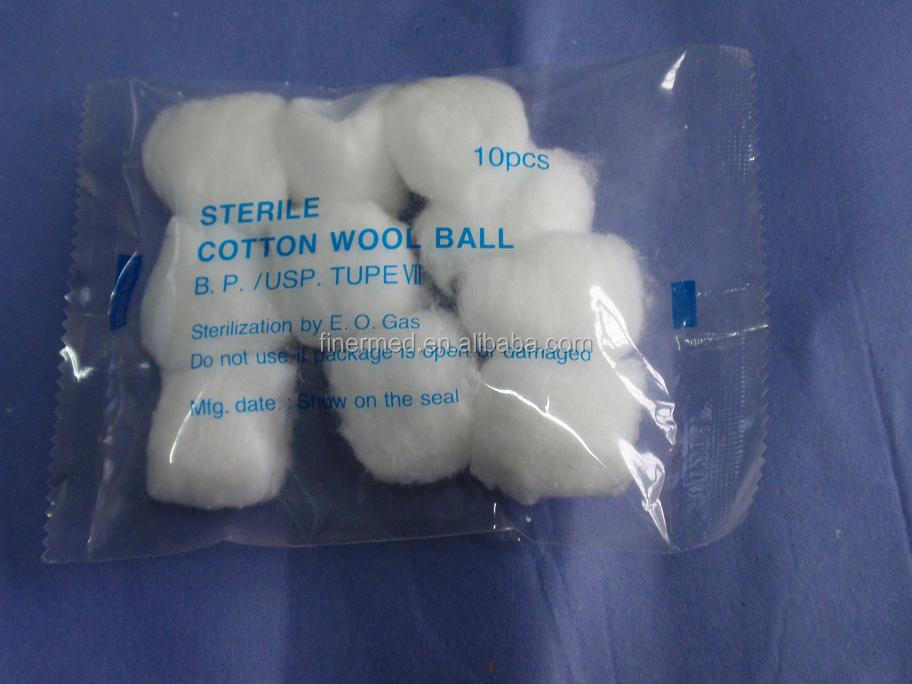 10pcs
STERILE
COTTON WOOL BALL
B. P. /USP. TUPE Ⅶ
Sterilization by E. O. Gas
finermed.en.alibaba.com
Do not use if package is open or damaged
Mfg. date. : Show on the seal